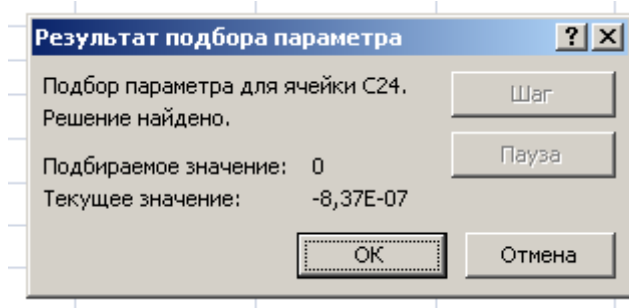 Результат подбора параметра
Подбор параметра для ячейки C24.
Решение найдено.
Подбираемое значение: 0
Текущее значение: -8,37E-07
Шаг
Пауза
ОК
Отмена